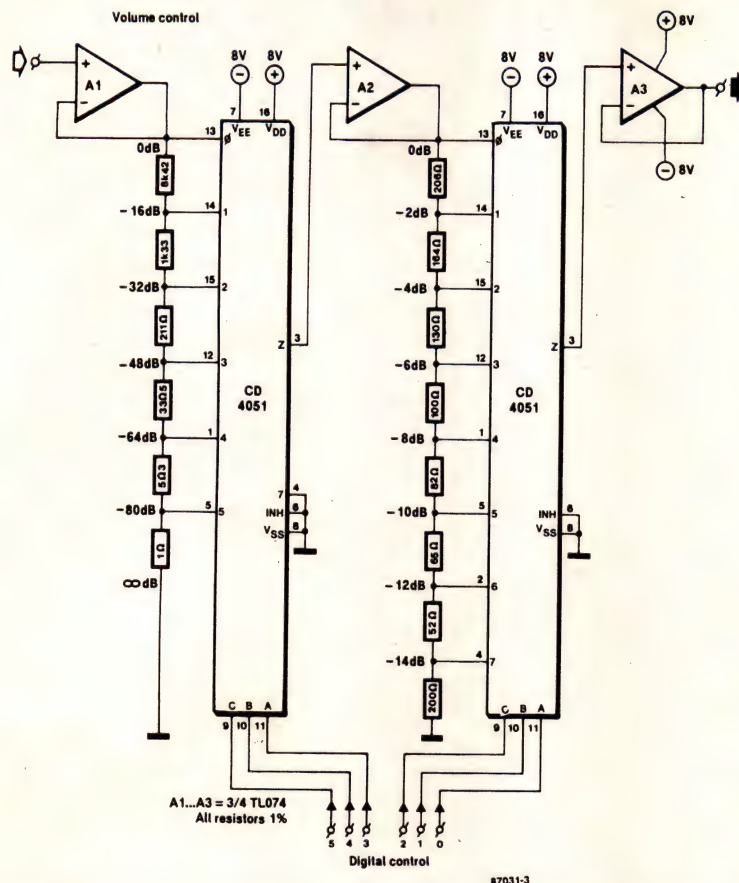 Volume control
8V
8V
8V
8V
8V
A1
A2
A3
8V
+
−
+
−
+
−
7
16
VEE
VDD
7
16
VEE
VDD
13
0dB
ϕ
13
0dB
ϕ
8k42
206Ω
−16dB
14
1
−2dB
14
1
1k33
164Ω
−32dB
15
2
−4dB
15
2
211Ω
130Ω
Z
3
Z
3
−48dB
12
3
−6dB
12
3
CD
4051
CD
4051
33Ω5
100Ω
−64dB
1
4
−8dB
1
4
5Ω3
82Ω
7
4
−80dB
5
5
INH
6
VSS
8
−10dB
5
5
INH
6
VSS
8
1Ω
65Ω
∞dB
−12dB
2
6
52Ω
−14dB
4
7
200Ω
C
B
A
C
B
A
9
10
11
9
10
11
A1...A3 = 3/4 TL074
All resistors 1%
5
4
3
2
1
0
Digital control
87031-3